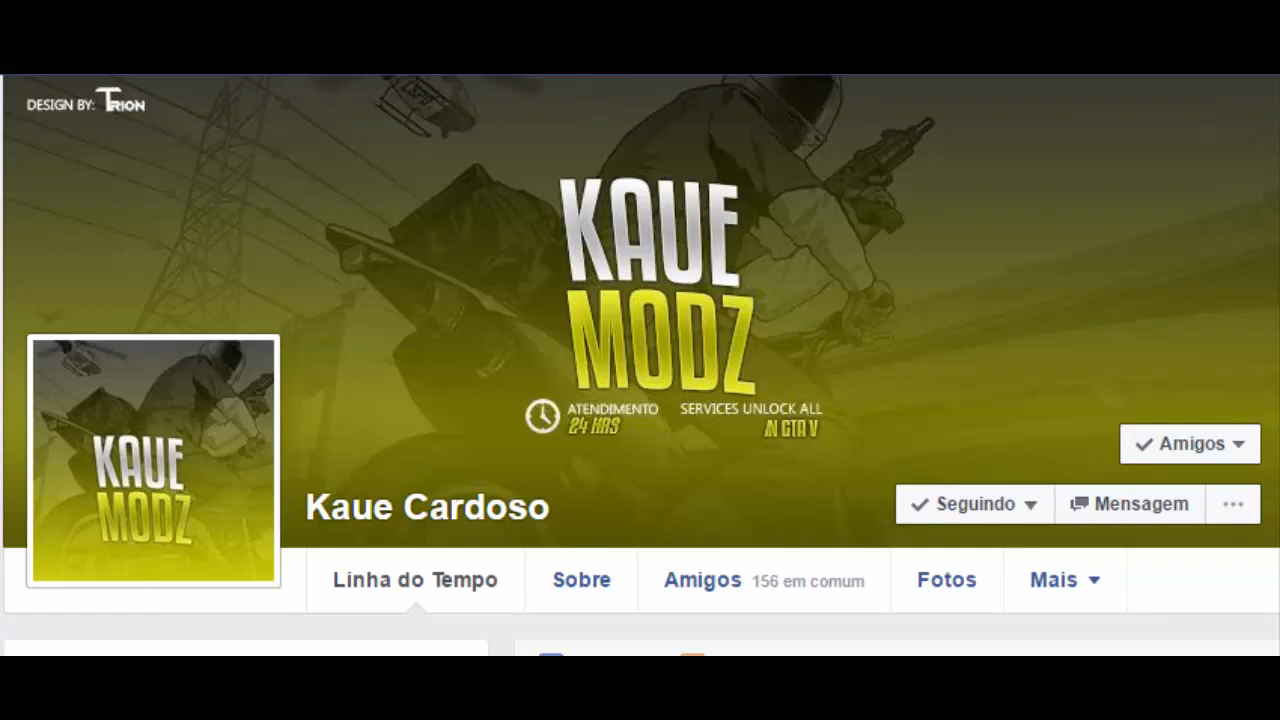 DESIGN BY: TRION
LSPD
KAUE
MODZ
ATENDIMENTO
24 HRS
SERVICES UNLOCK ALL
IN GTA V
KAUE
MODZ
Amigos
Kaue Cardoso
Seguindo
Mensagem
Linha do Tempo
Sobre
Amigos 156 em comum
Fotos
Mais